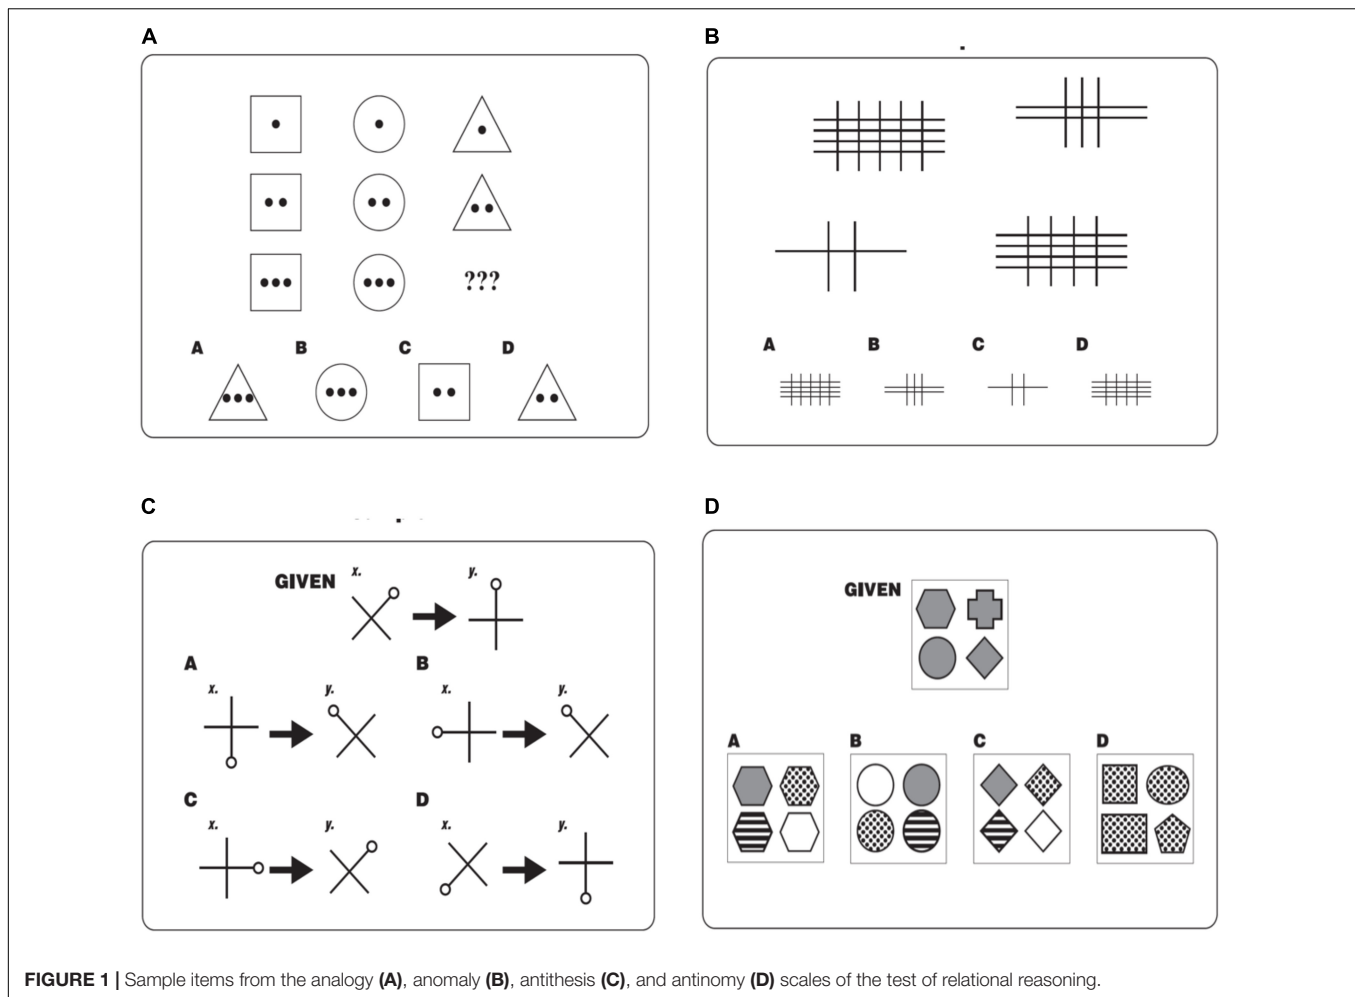 A
B
???
A B C D
A B C D
C
D
GIVEN x. y.
A B
x. y. x. y.
C D
x. y. x. y.
GIVEN
A B C D
FIGURE 1 | Sample items from the analogy (A), anomaly (B), antithesis (C), and antinomy (D) scales of the test of relational reasoning.